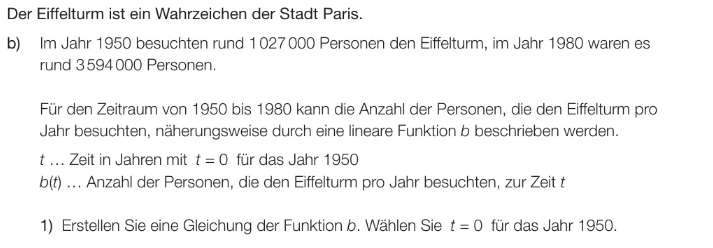 Der Eiffelturm ist ein Wahrzeichen der Stadt Paris.
b) Im Jahr 1950 besuchten rund 1 027 000 Personen den Eiffelturm, im Jahr 1980 waren es
rund 3 594 000 Personen.
Für den Zeitraum von 1950 bis 1980 kann die Anzahl der Personen, die den Eiffelturm pro
Jahr besuchten, näherungsweise durch eine lineare Funktion b beschrieben werden.
t ... Zeit in Jahren mit t = 0 für das Jahr 1950
b(t) ... Anzahl der Personen, die den Eiffelturm pro Jahr besuchten, zur Zeit t
1) Erstellen Sie eine Gleichung der Funktion b. Wählen Sie t = 0 für das Jahr 1950.